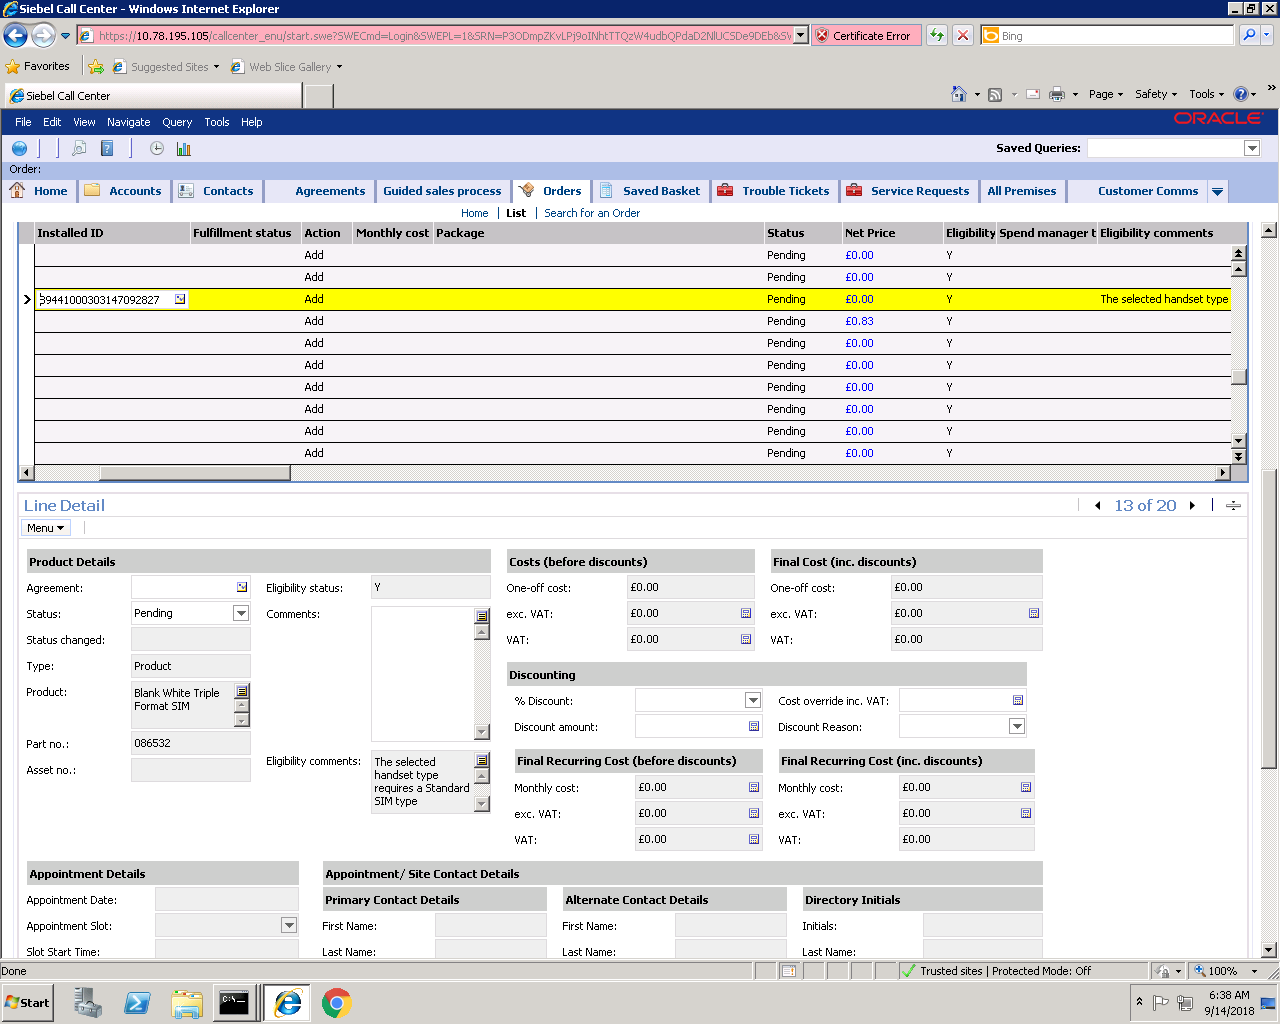 Siebel Call Center - Windows Internet Explorer
https://10.78.195.105/callcenter_enu/start.swe?SWECmd=Login&SWEPL=1&SRN=P3ODmpZKvLPj9oINhtTTQzW4udbQPdaD2NlUC5De9DEb&SV
Certificate Error
Bing
Favorites
Suggested Sites
Web Slice Gallery
Siebel Call Center
Page
Safety
Tools
File Edit View Navigate Query Tools Help
ORACLE
Saved Queries:
Order:
Home Accounts Contacts Agreements Guided sales process Orders Saved Basket Trouble Tickets Service Requests All Premises Customer Comms
Home | List | Search for an Order
Installed ID Fulfillment status Action Monthly cost Package Status Net Price Eligibility Spend manager t Eligibility comments
Add Pending £0.00 Y
Add Pending £0.00 Y
39441000303147092827 Add Pending £0.00 Y The selected handset type
Add Pending £0.83 Y
Add Pending £0.00 Y
Add Pending £0.00 Y
Add Pending £0.00 Y
Add Pending £0.00 Y
Add Pending £0.00 Y
Add Pending £0.00 Y
Line Detail
13 of 20
Menu
Product Details
Agreement:
Status: Pending
Status changed:
Type: Product
Product: Blank White Triple
Format SIM
Part no.: 086532
Asset no.:
Eligibility status: Y
Comments:
Eligibility comments: The selected
handset type
requires a Standard
SIM type
Costs (before discounts)
One-off cost: £0.00
exc. VAT: £0.00
VAT: £0.00
Final Cost (inc. discounts)
One-off cost: £0.00
exc. VAT: £0.00
VAT: £0.00
Discounting
% Discount:
Discount amount:
Cost override inc. VAT:
Discount Reason:
Final Recurring Cost (before discounts)
Monthly cost: £0.00
exc. VAT: £0.00
VAT: £0.00
Final Recurring Cost (inc. discounts)
Monthly cost: £0.00
exc. VAT: £0.00
VAT: £0.00
Appointment Details
Appointment Date:
Appointment Slot:
Slot Start Time:
Appointment/ Site Contact Details
Primary Contact Details
First Name:
Last Name:
Alternate Contact Details
First Name:
Last Name:
Directory Initials
Initials:
Last Name:
Done
Trusted sites | Protected Mode: Off
100%
Start
6:38 AM
9/14/2018